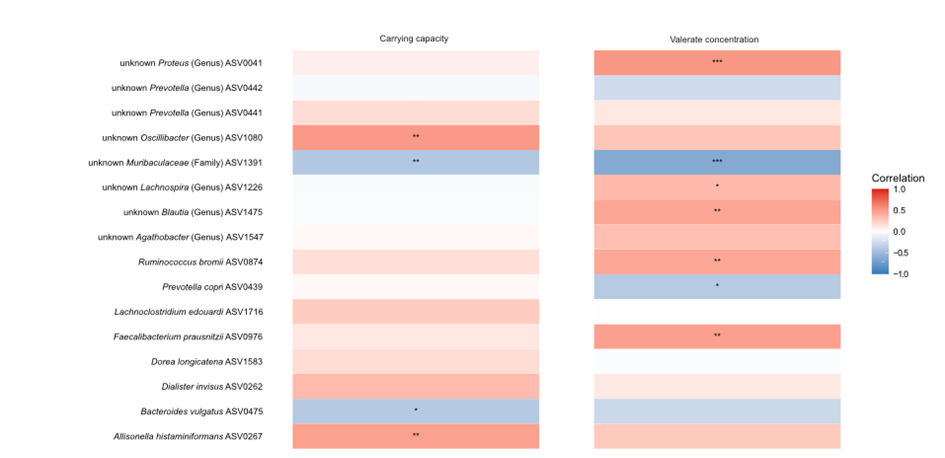 Carrying capacity
Valerate concentration
unknown Proteus (Genus) ASV0041
***
unknown Prevotella (Genus) ASV0442
unknown Prevotella (Genus) ASV0441
unknown Oscillibacter (Genus) ASV1080
**
unknown Muribaculaceae (Family) ASV1391
**
***
unknown Lachnospira (Genus) ASV1226
*
unknown Blautia (Genus) ASV1475
**
unknown Agathobacter (Genus) ASV1547
Ruminococcus bromii ASV0874
**
Prevotella copri ASV0439
*
Lachnoclostridium edouardi ASV1716
Faecalibacterium prausnitzii ASV0976
**
Dorea longicatena ASV1583
Dialister invisus ASV0262
Bacteroides vulgatus ASV0475
*
Allisonella histaminiformans ASV0267
**
Correlation
1.0
0.5
0.0
−0.5
−1.0